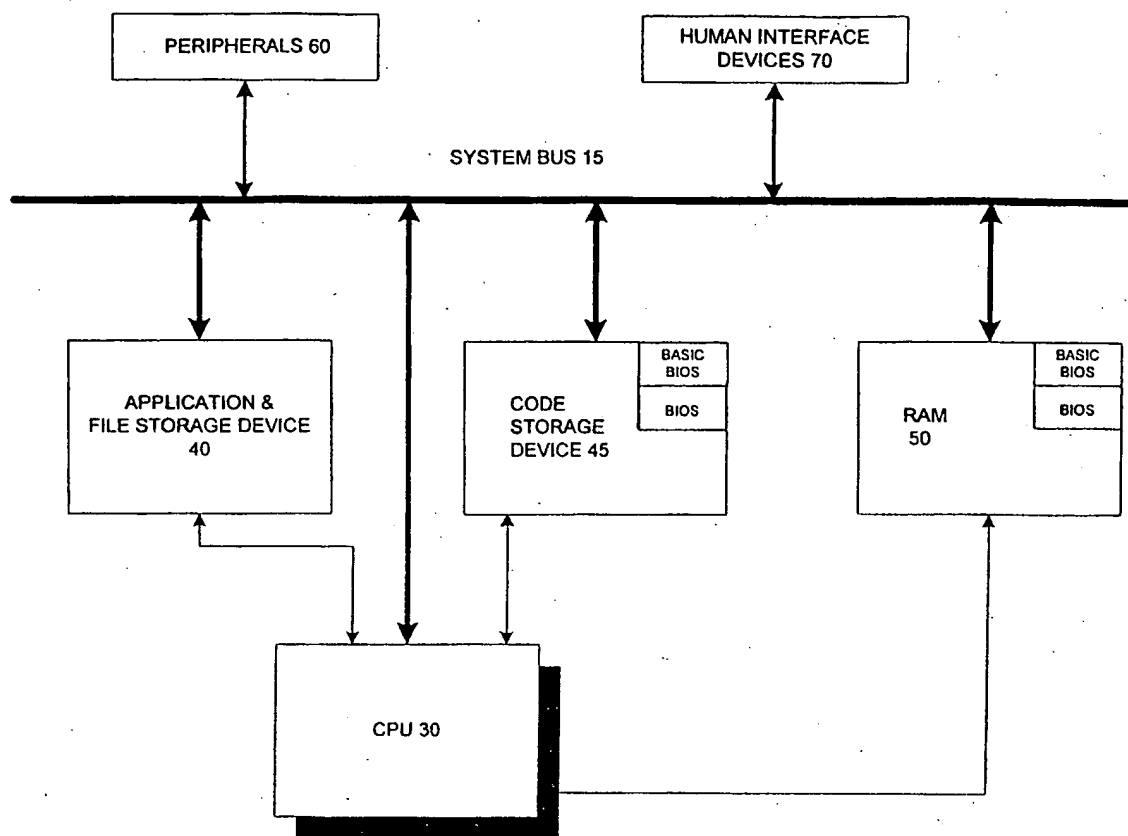 PERIPHERALS 60
HUMAN INTERFACE
DEVICES 70
SYSTEM BUS 15
APPLICATION &
FILE STORAGE DEVICE
40
CODE
STORAGE
DEVICE 45
BASIC
BIOS
BIOS
RAM
50
BASIC
BIOS
BIOS
CPU 30